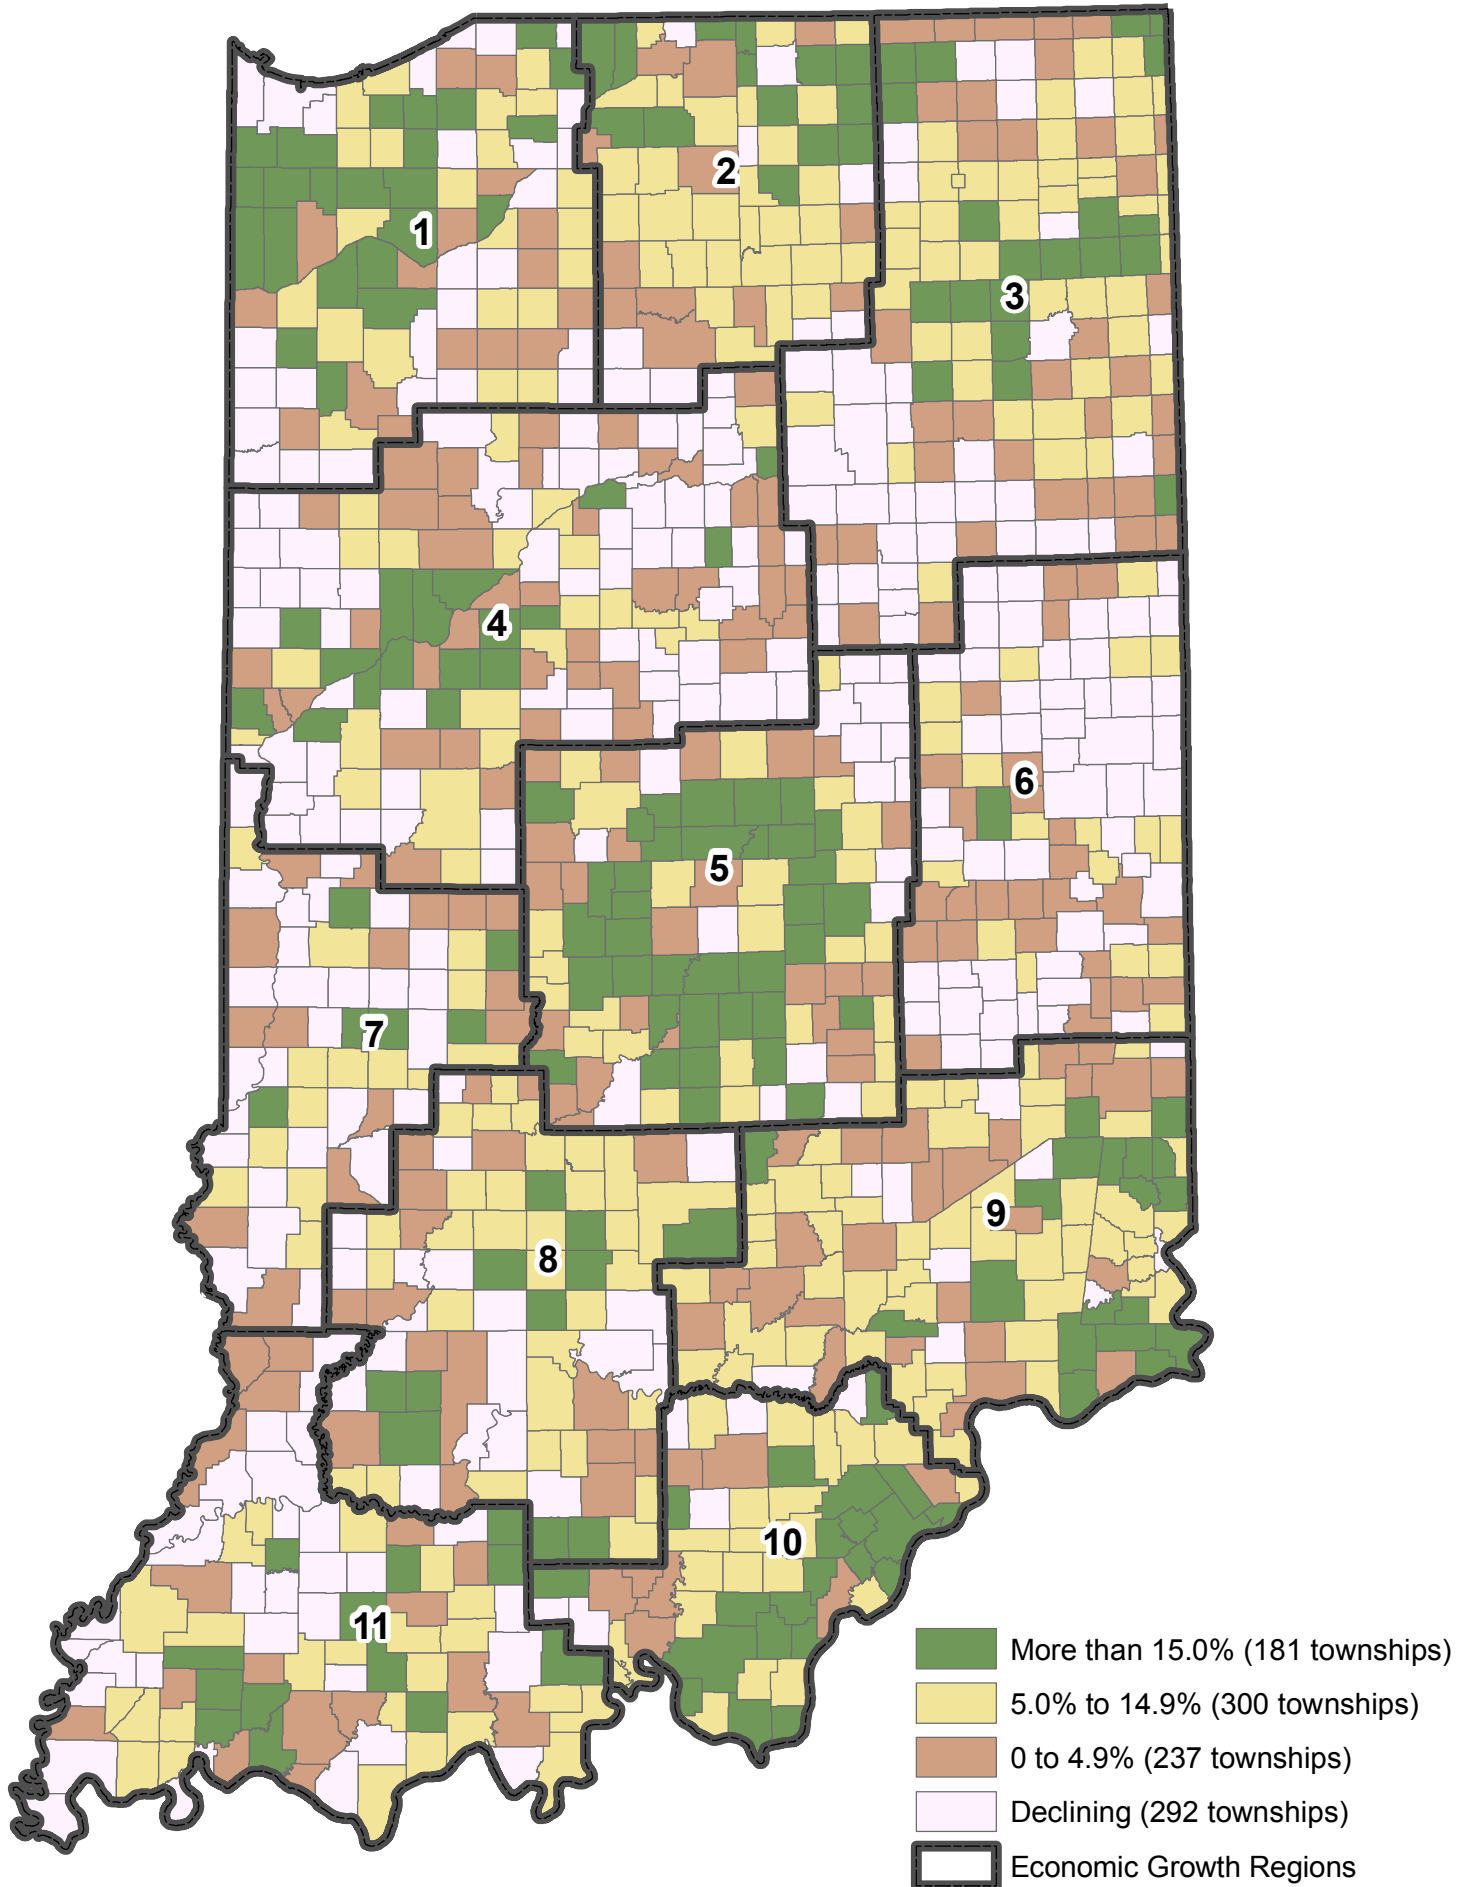 1
2
3
4
5
6
7
8
9
10
11
More than 15.0% (181 townships)
5.0% to 14.9% (300 townships)
0 to 4.9% (237 townships)
Declining (292 townships)
Economic Growth Regions